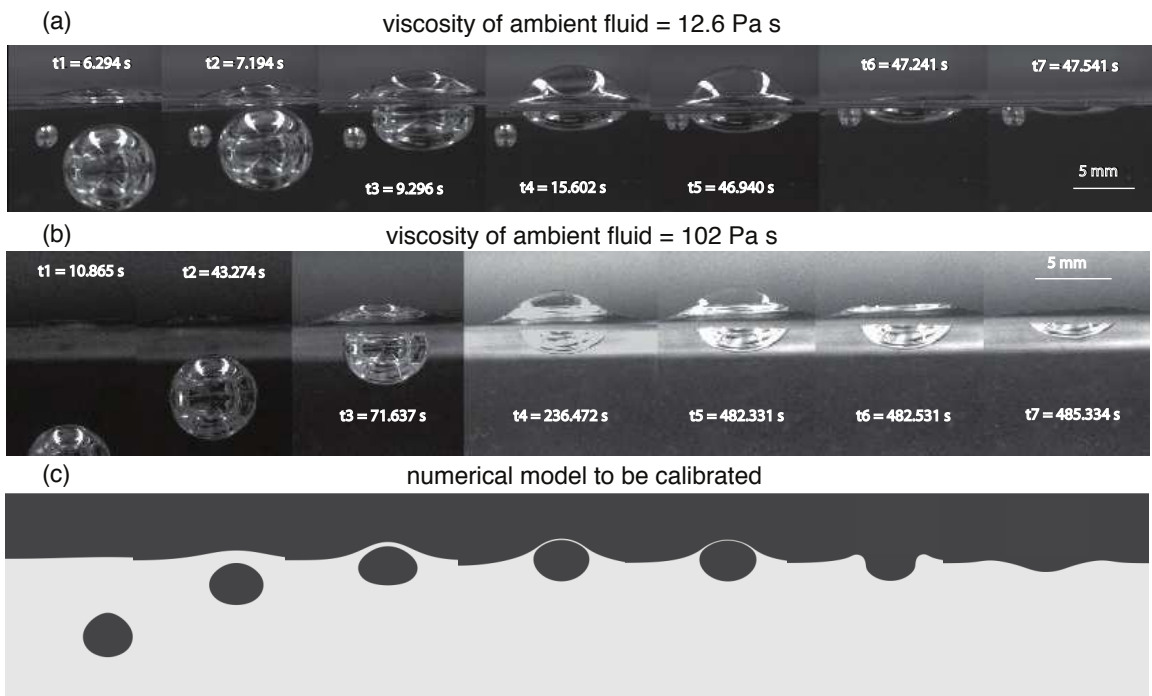 (a)
viscosity of ambient fluid = 12.6 Pa s
t1 = 6.294 s
t2 = 7.194 s
t3 = 9.296 s
t4 = 15.602 s
t5 = 46.940 s
t6 = 47.241 s
t7 = 47.541 s
5 mm
(b)
viscosity of ambient fluid = 102 Pa s
t1 = 10.865 s
t2 = 43.274 s
t3 = 71.637 s
t4 = 236.472 s
t5 = 482.331 s
t6 = 482.531 s
t7 = 485.334 s
5 mm
(c)
numerical model to be calibrated